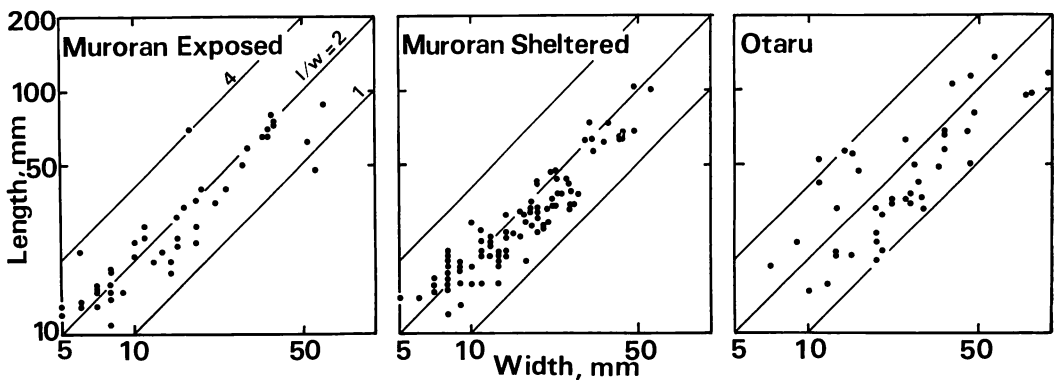 200
100
50
10
Length, mm
Muroran Exposed
4
l/w = 2
1
5 10 50
Muroran Sheltered
5 10 50
Otaru
5 10 50
Width, mm